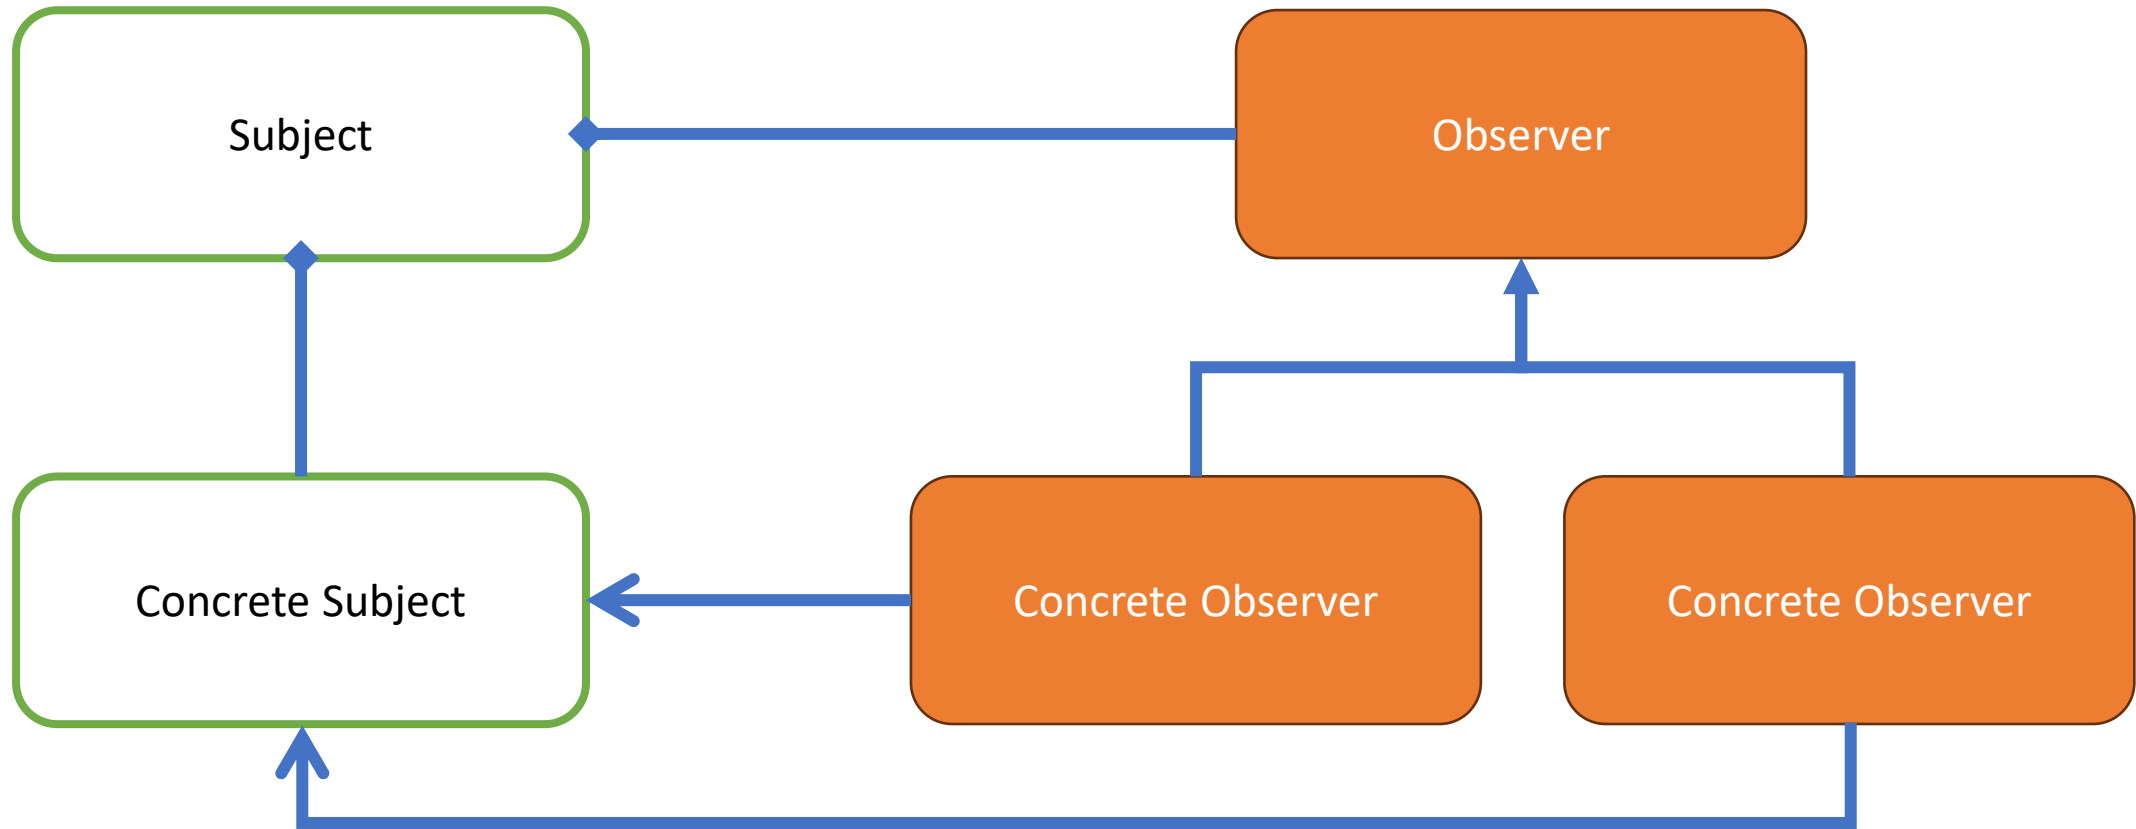 Subject
Observer
Concrete Subject
Concrete Observer
Concrete Observer